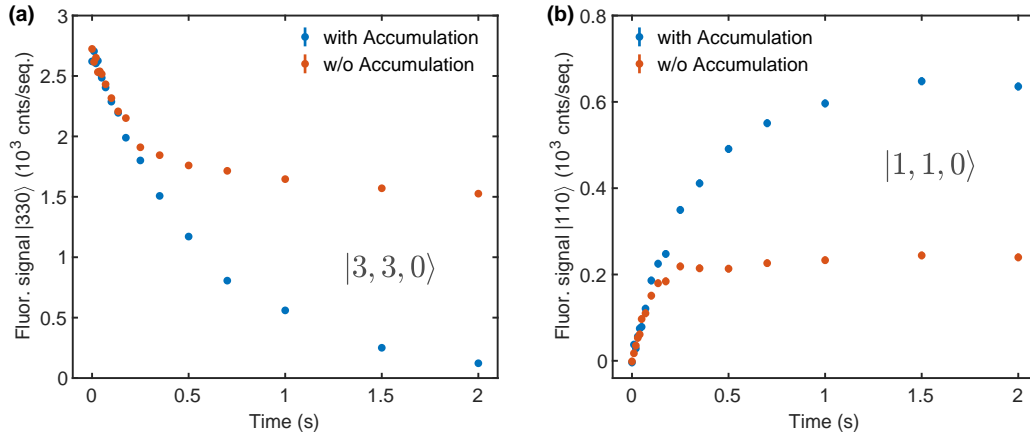 (a)
Fluor. signal |330⟩ (10³ cnts/seq.)
3
2.5
2
1.5
1
0.5
0
with Accumulation
w/o Accumulation
|3, 3, 0⟩
0 0.5 1 1.5 2
Time (s)
(b)
Fluor. signal |110⟩ (10³ cnts/seq.)
0.8
0.6
0.4
0.2
0
with Accumulation
w/o Accumulation
|1, 1, 0⟩
0 0.5 1 1.5 2
Time (s)